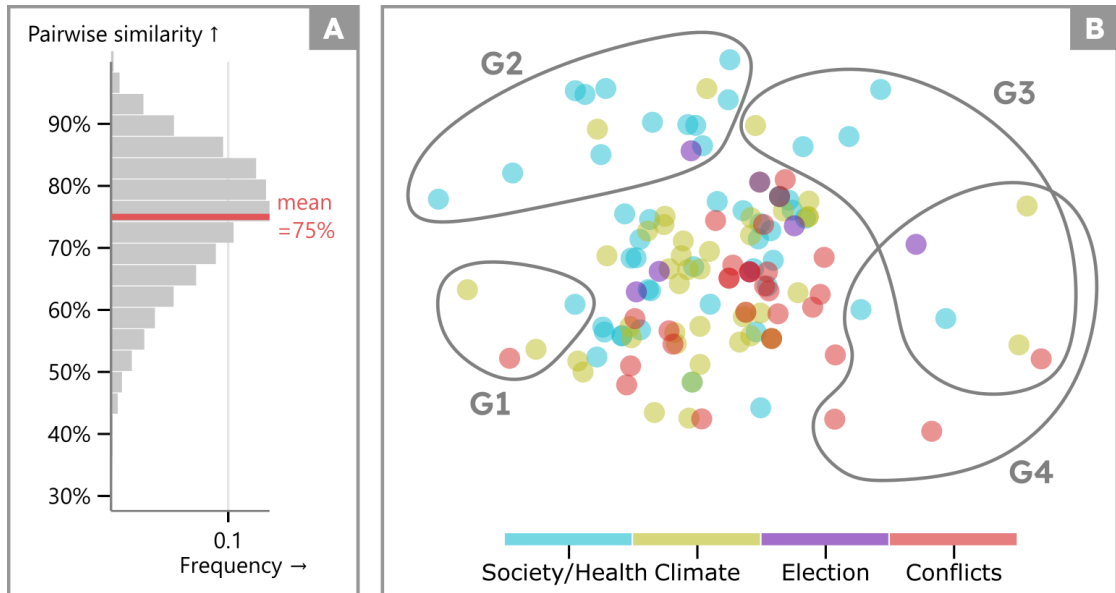 A
Pairwise similarity ↑
90%
80%
mean
=75%
70%
60%
50%
40%
30%
0.1
Frequency →
B
G2
G3
G1
G4
Society/Health Climate Election Conflicts